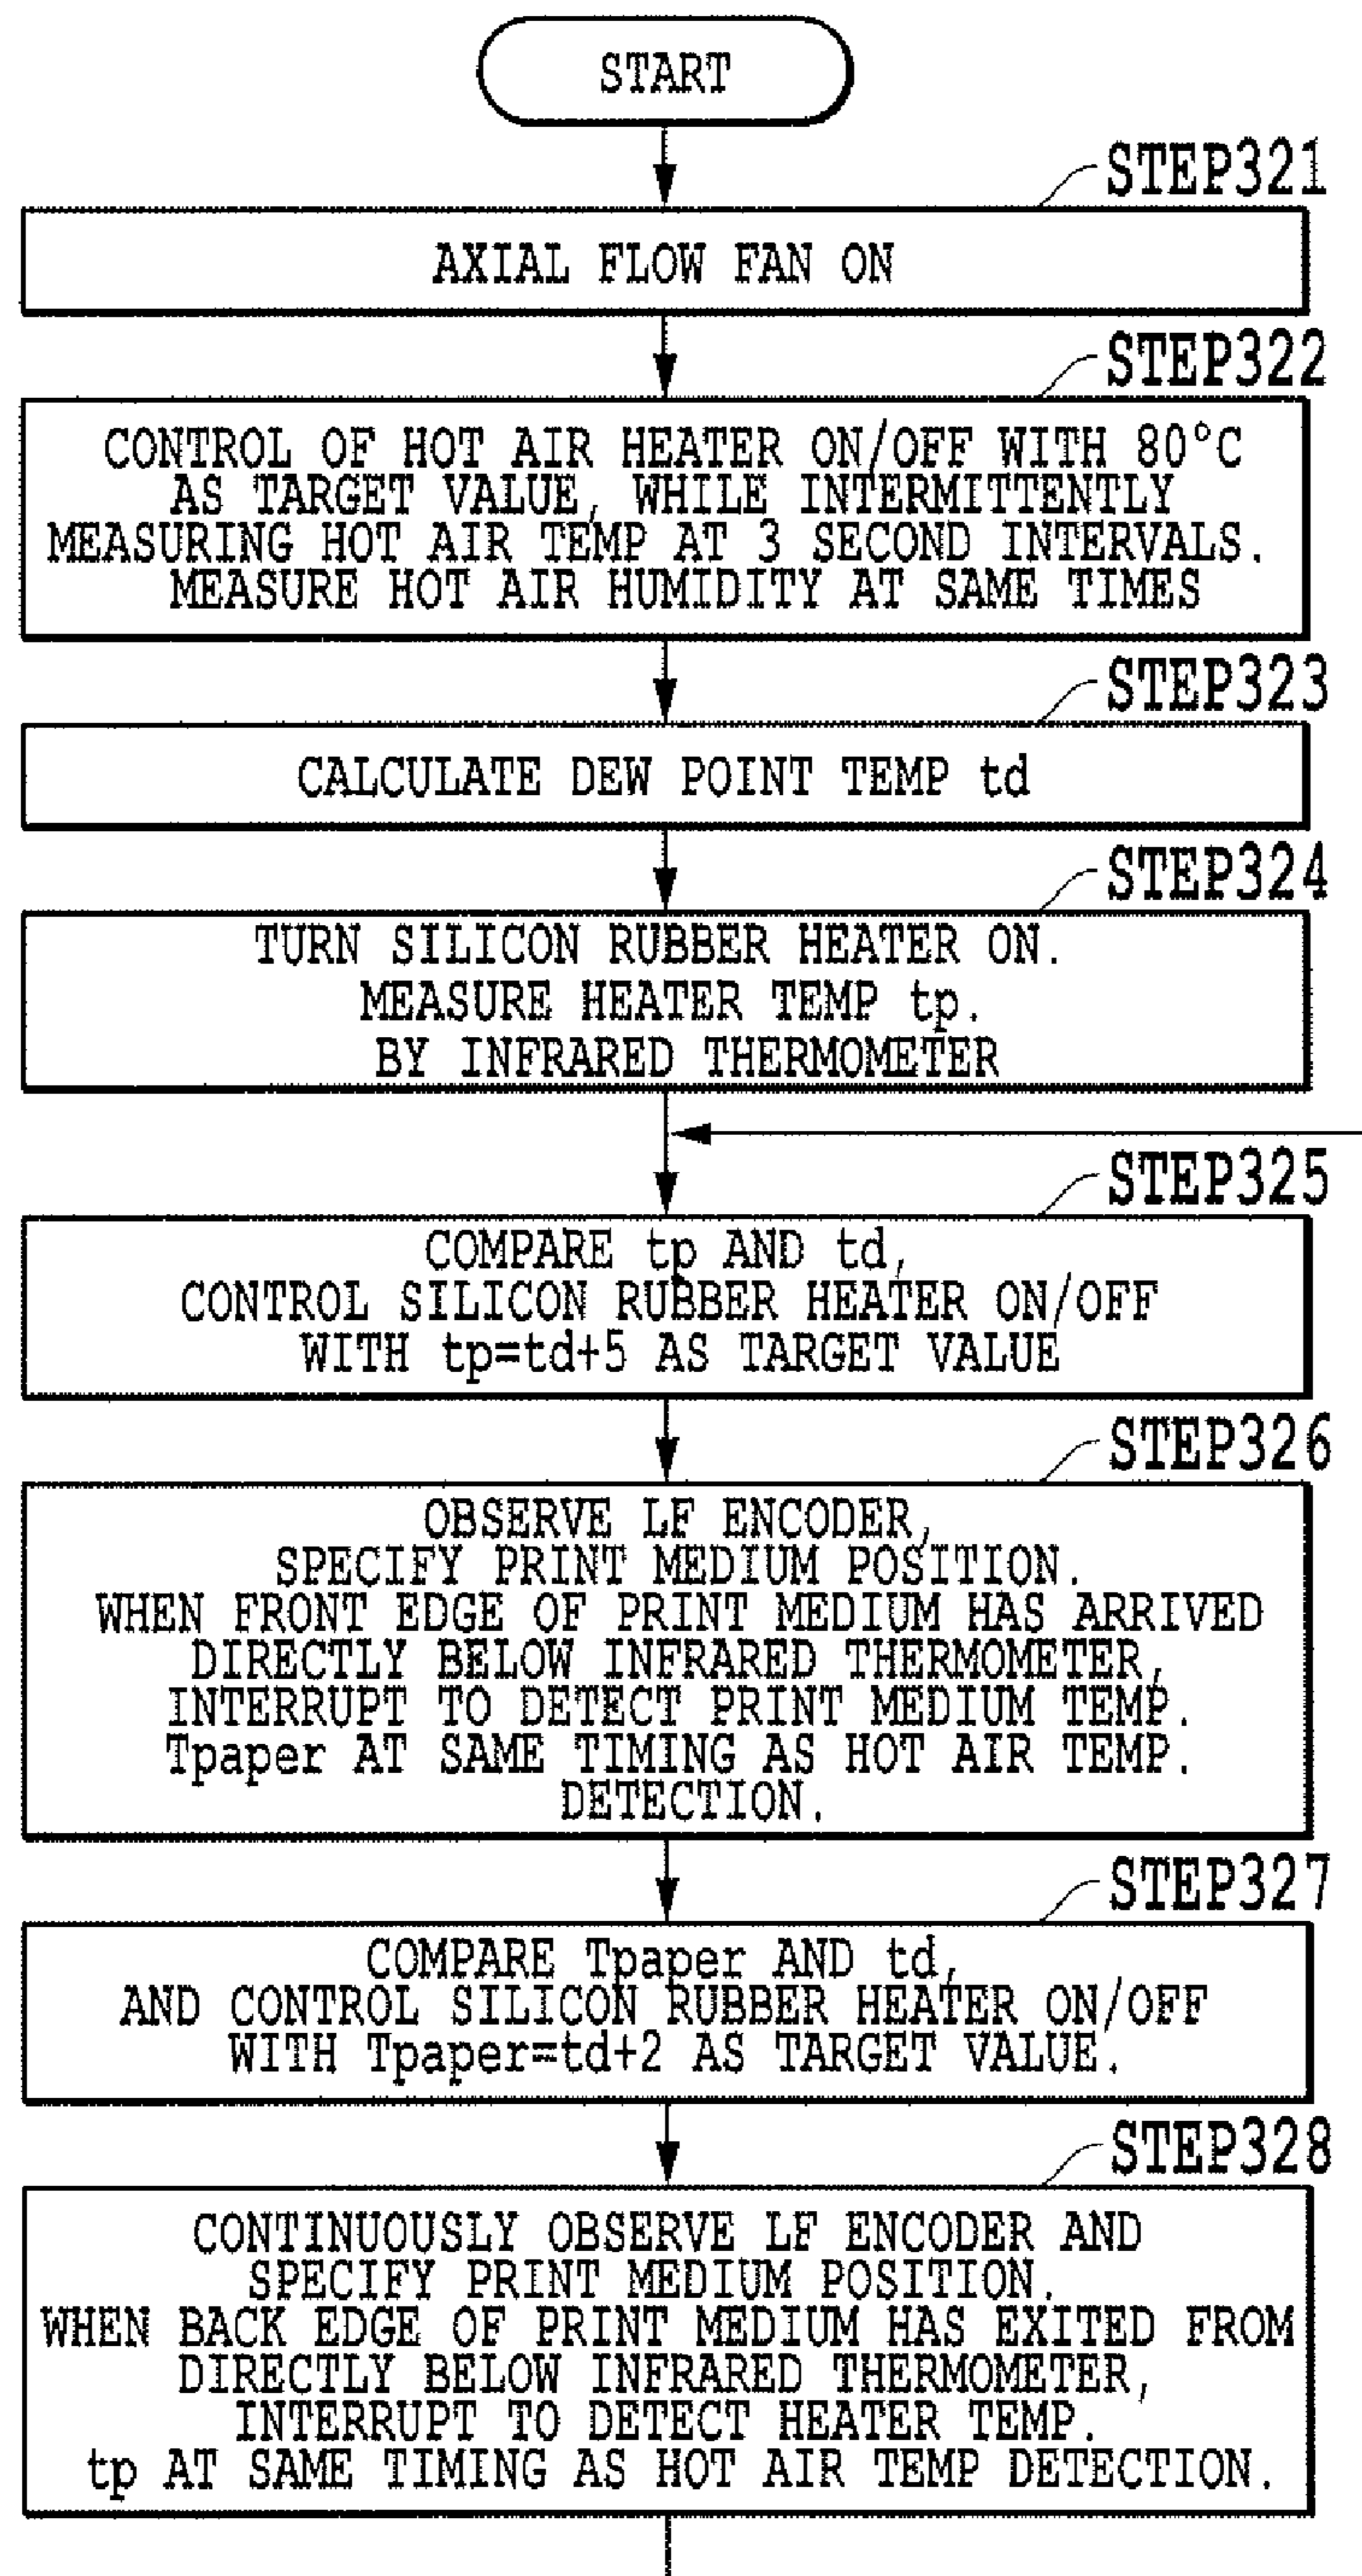 START
STEP321
AXIAL FLOW FAN ON
STEP322
CONTROL OF HOT AIR HEATER ON/OFF WITH 80°C
AS TARGET VALUE, WHILE INTERMITTENTLY
MEASURING HOT AIR TEMP AT 3 SECOND INTERVALS.
MEASURE HOT AIR HUMIDITY AT SAME TIMES
STEP323
CALCULATE DEW POINT TEMP td
STEP324
TURN SILICON RUBBER HEATER ON.
MEASURE HEATER TEMP tp.
BY INFRARED THERMOMETER
STEP325
COMPARE tp AND td,
CONTROL SILICON RUBBER HEATER ON/OFF
WITH tp=td+5 AS TARGET VALUE
STEP326
OBSERVE LF ENCODER,
SPECIFY PRINT MEDIUM POSITION.
WHEN FRONT EDGE OF PRINT MEDIUM HAS ARRIVED
DIRECTLY BELOW INFRARED THERMOMETER,
INTERRUPT TO DETECT PRINT MEDIUM TEMP.
Tpaper AT SAME TIMING AS HOT AIR TEMP.
DETECTION.
STEP327
COMPARE Tpaper AND td,
AND CONTROL SILICON RUBBER HEATER ON/OFF
WITH Tpaper=td+2 AS TARGET VALUE.
STEP328
CONTINUOUSLY OBSERVE LF ENCODER AND
SPECIFY PRINT MEDIUM POSITION.
WHEN BACK EDGE OF PRINT MEDIUM HAS EXITED FROM
DIRECTLY BELOW INFRARED THERMOMETER,
INTERRUPT TO DETECT HEATER TEMP.
tp AT SAME TIMING AS HOT AIR TEMP DETECTION.